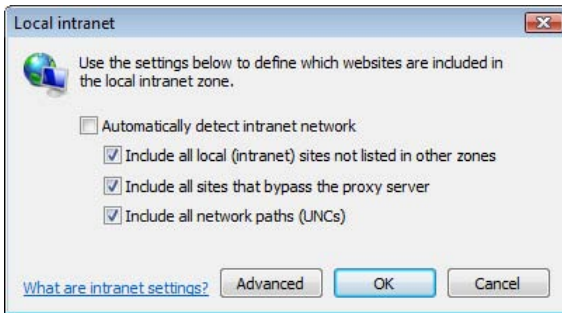 Local intranet
Use the settings below to define which websites are included in
the local intranet zone.
Automatically detect intranet network
Include all local (intranet) sites not listed in other zones
Include all sites that bypass the proxy server
Include all network paths (UNCs)
What are intranet settings? Advanced OK Cancel